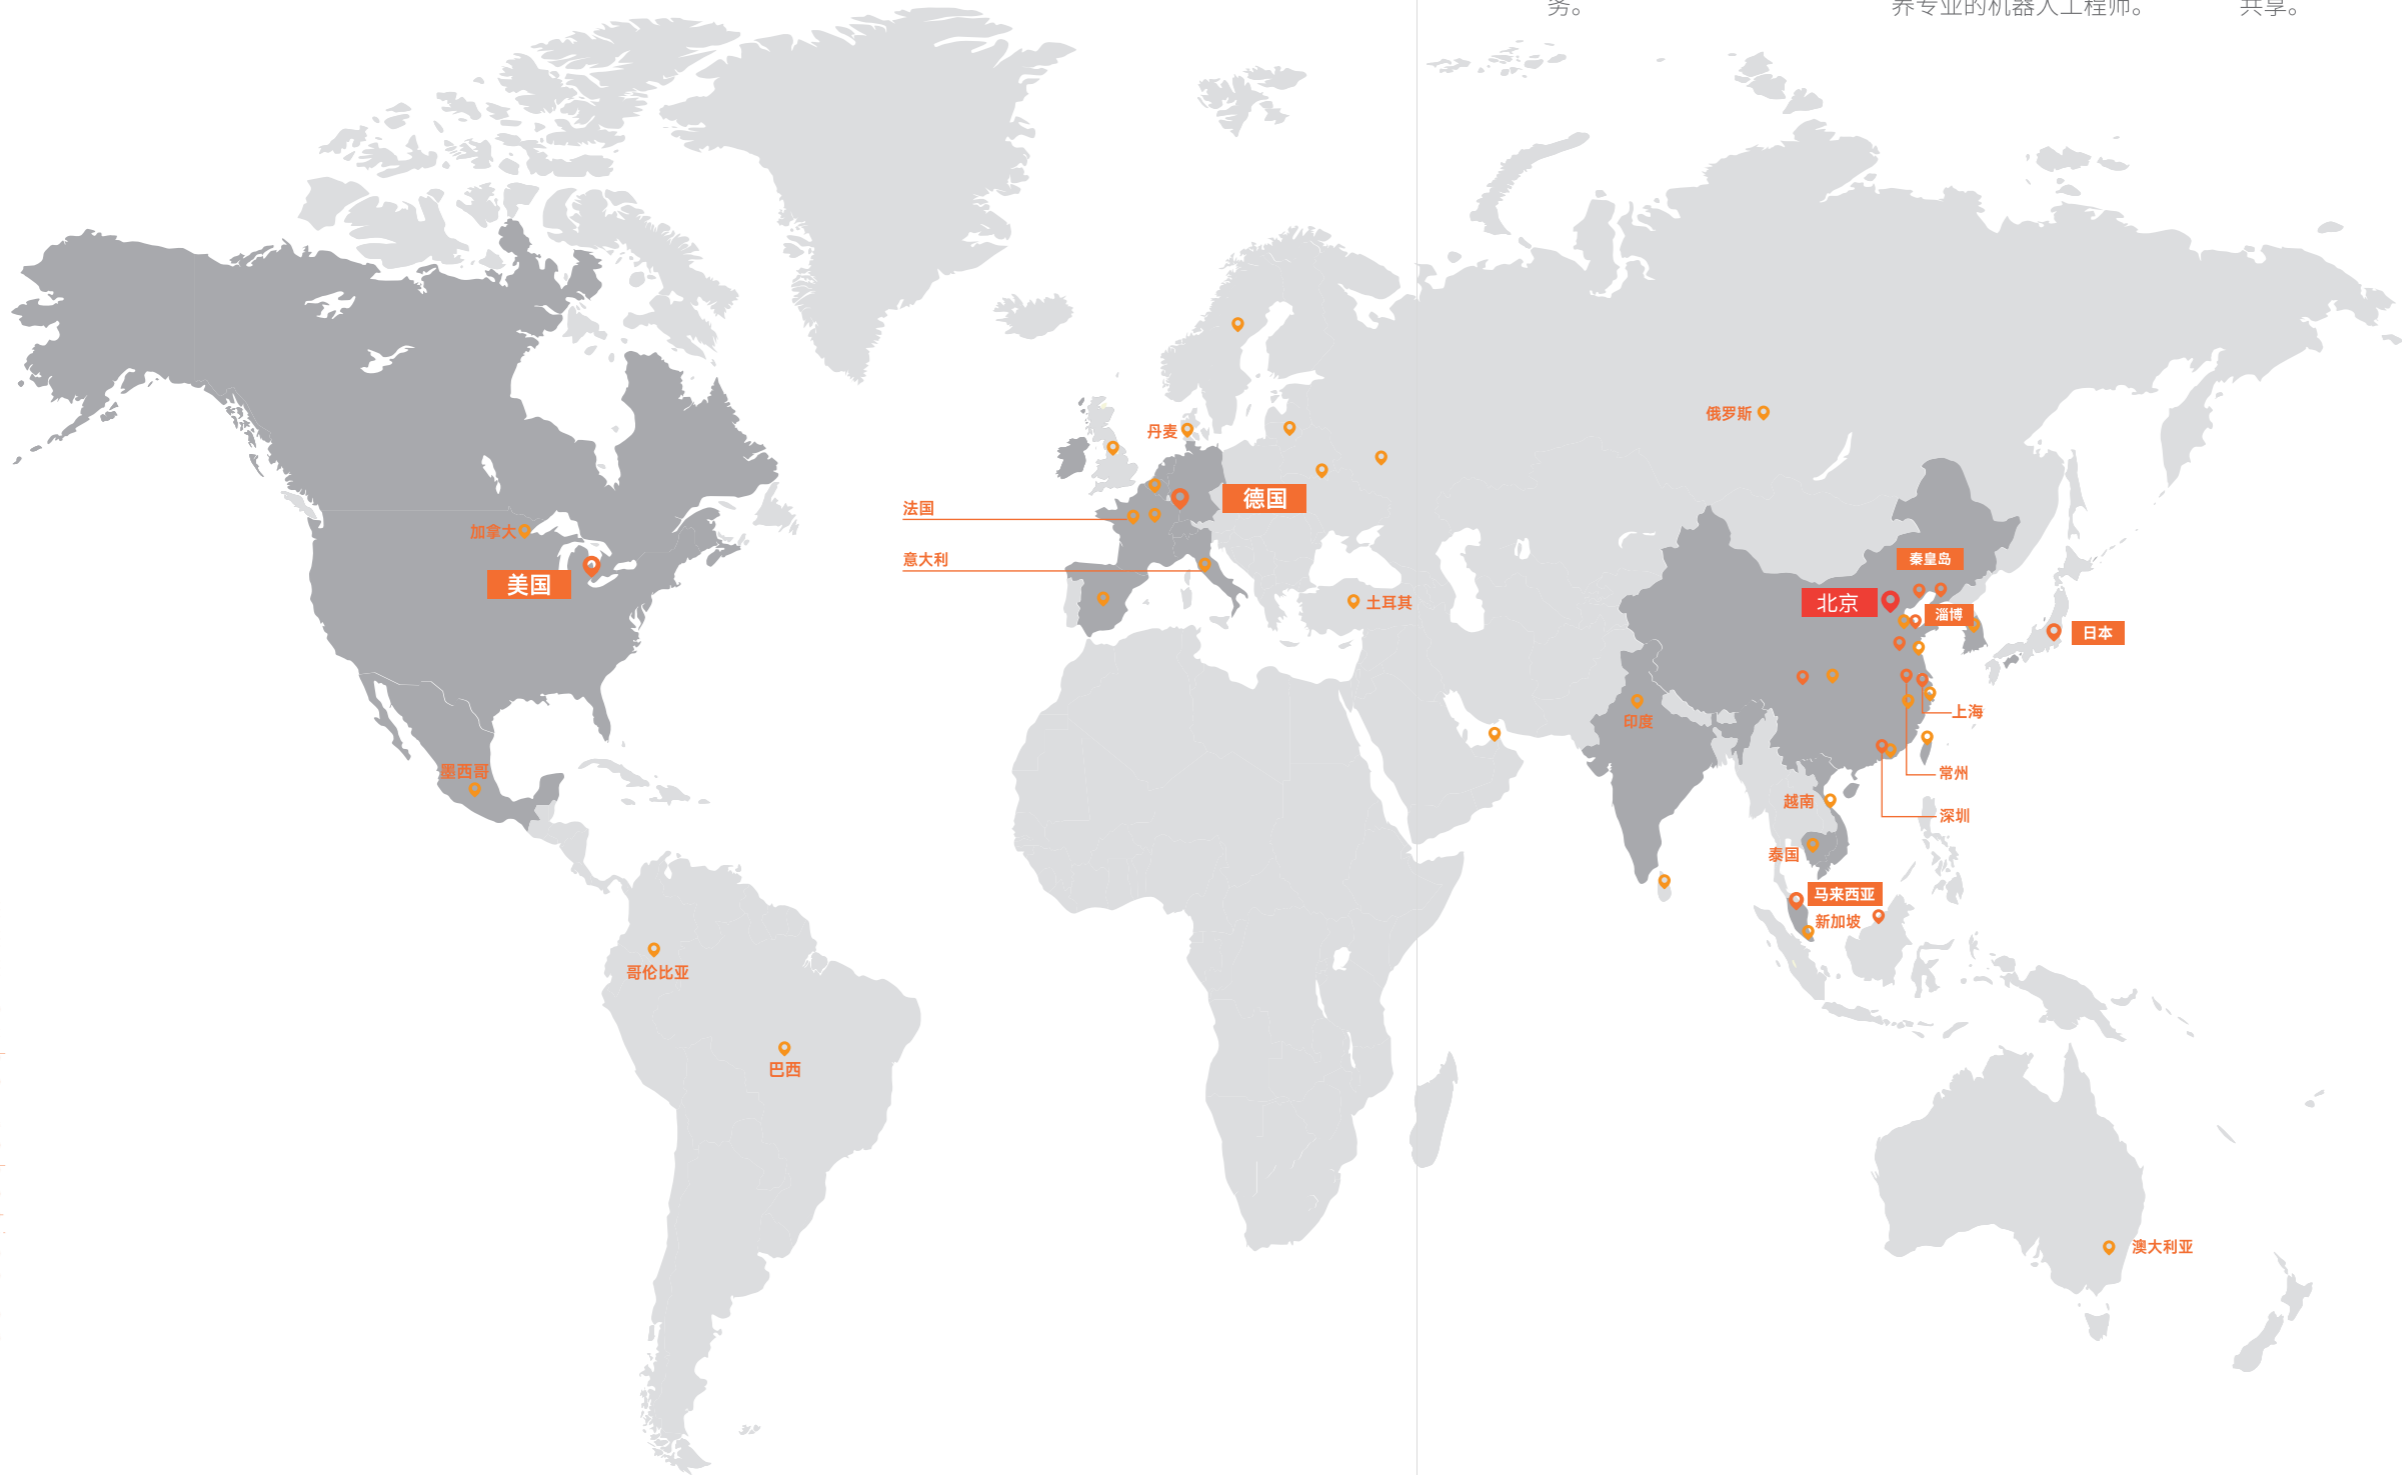 务。
养专业的机器人工程师。
共享。
俄罗斯
丹麦
德国
法国
加拿大
意大利
秦皇岛
美国
北京
土耳其
淄博
日本
上海
印度
墨西哥
常州
越南
深圳
泰国
马来西亚
新加坡
哥伦比亚
巴西
澳大利亚